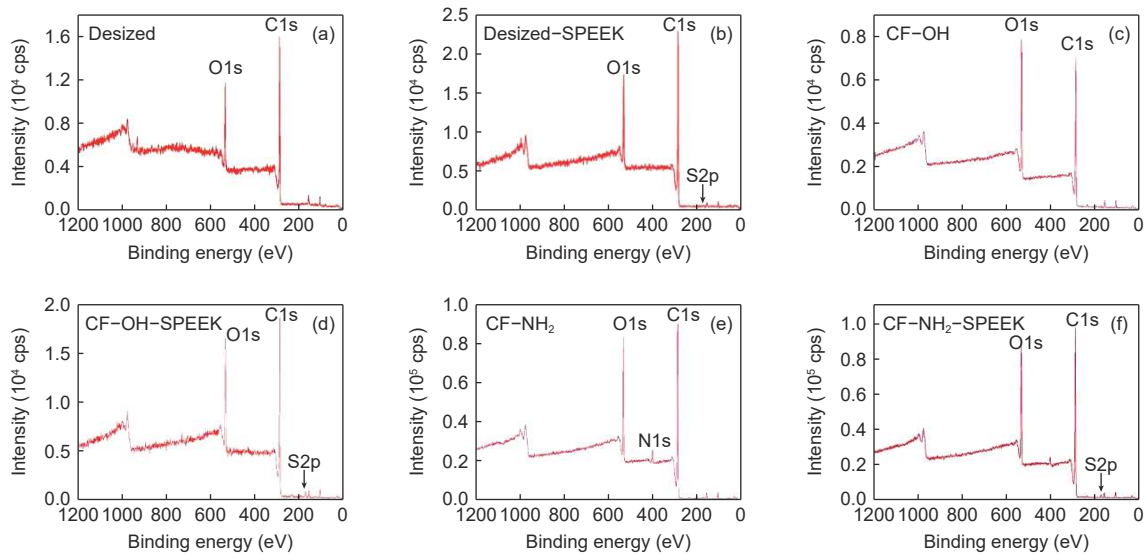 Desized
(a)
C1s
O1s
1.6
1.2
0.8
0.4
0.0
1200 1000 800 600 400 200 0
Intensity (10⁴ cps)
Binding energy (eV)
Desized−SPEEK
(b)
C1s
O1s
S2p
2.5
2.0
1.5
1.0
0.5
0.0
1200 1000 800 600 400 200 0
Intensity (10⁴ cps)
Binding energy (eV)
CF−OH
(c)
O1s
C1s
0.8
0.6
0.4
0.2
0.0
1200 1000 800 600 400 200 0
Intensity (10⁴ cps)
Binding energy (eV)
CF−OH−SPEEK
(d)
C1s
O1s
S2p
2.0
1.5
1.0
0.5
0.0
1200 1000 800 600 400 200 0
Intensity (10⁴ cps)
Binding energy (eV)
CF−NH₂
(e)
C1s
O1s
N1s
1.0
0.8
0.6
0.4
0.2
0.0
1200 1000 800 600 400 200 0
Intensity (10⁵ cps)
Binding energy (eV)
CF−NH₂−SPEEK
(f)
C1s
O1s
S2p
1.0
0.8
0.6
0.4
0.2
0.0
1200 1000 800 600 400 200 0
Intensity (10⁵ cps)
Binding energy (eV)